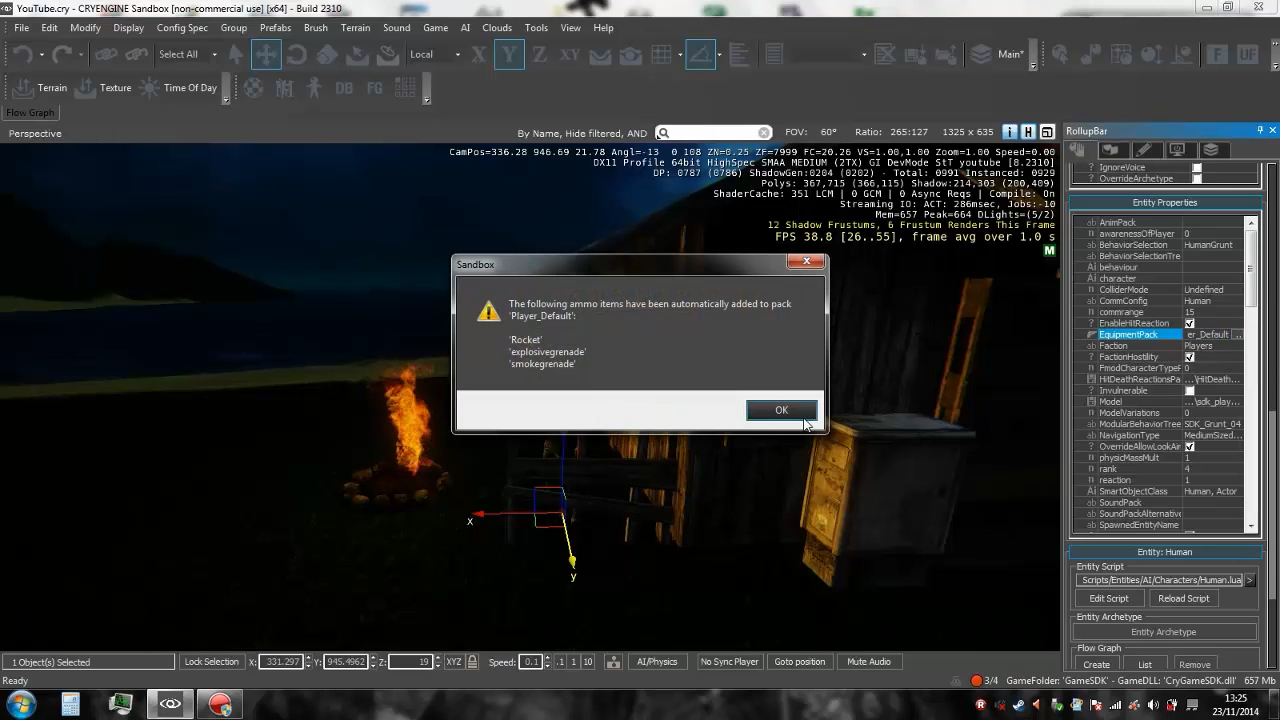 YouTube.cry - CRYENGINE Sandbox [non-commercial use] [x64] - Build 2310
File Edit Modify Display Config Spec Group Prefabs Brush Terrain Sound Game AI Clouds Tools View Help
Select All Local X Y Z XY Main*
Terrain Texture Time Of Day DB FG
Flow Graph
Perspective By Name, Hide filtered, AND FOV: 60° Ratio: 265:127 1325 x 635 i H
CamPos=336.28 946.69 21.78 Angl=-13 0 108 ZN=0.25 ZF=7999 FC=20.26 VS=1.00,1.00 Zoom=1.00 Speed=0.00
DX11 Profile 64bit HighSpec SMAA MEDIUM (2TX) GI DevMode StT youtube [8.2310]
DP: 0787 (0786) ShadowGen:0204 (0202) - Total: 0991 Instanced: 0929
Polys: 367,715 (366,115) Shadow:214,303 (200,409)
ShaderCache: 351 LCM | 0 GCM | 0 Async Reqs | Compile: On
Streaming IO: ACT: 286msec, Jobs:-10
Mem=657 Peak=664 DLights=(5/2)
12 Shadow Frustums, 6 Frustum Renders This Frame
FPS 38.8 [26..55], frame avg over 1.0 s
M
Sandbox
The following ammo items have been automatically added to pack
'Player_Default':
'Rocket'
'explosivegrenade'
'smokegrenade'
OK
x
y
RollupBar
IgnoreVoice
OverrideArchetype
Entity Properties
AnimPack
awarenessOfPlayer 0
BehaviorSelection HumanGrunt
BehaviorSelectionTre
behaviour
character
ColliderMode Undefined
CommConfig Human
commrange 15
EnableHitReaction
EquipmentPack er_Default ...
Faction Players
FactionHostility
FmodCharacterTypeP 0
HitDeathReactionsPa ...\HitDeath...
Invulnerable
Model ...\sdk_play...
ModelVariations 0
ModularBehaviorTree SDK_Grunt_04
NavigationType MediumSized...
OverrideAllowLookAir
physicMassMult 1
rank 4
reaction 1
SmartObjectClass Human, Actor
SoundPack
SoundPackAlternative
SpawnedEntityName
Entity: Human
Entity Script
Scripts/Entities/AI/Characters/Human.lua >
Edit Script Reload Script
Entity Archetype
Entity Archetype
Flow Graph
Create List Remove
1 Object(s) Selected Lock Selection X: 331.297 Y: 945.4962 Z: 19 XYZ Speed: 0.1 .1 1 10 AI/Physics No Sync Player Goto position Mute Audio
Ready 3/4 GameFolder: 'GameSDK' - GameDLL: 'CryGameSDK.dll' 657 Mb
13:25
23/11/2014